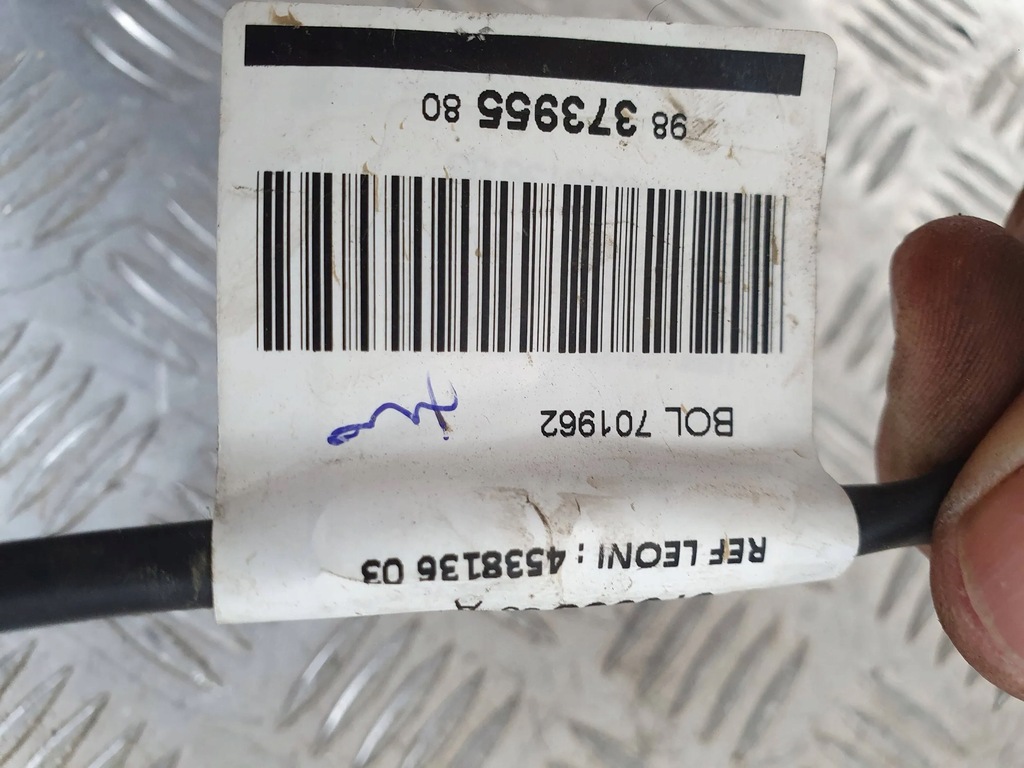 REF LEONI : 4538136 03
BOL 701962
98 373955 80